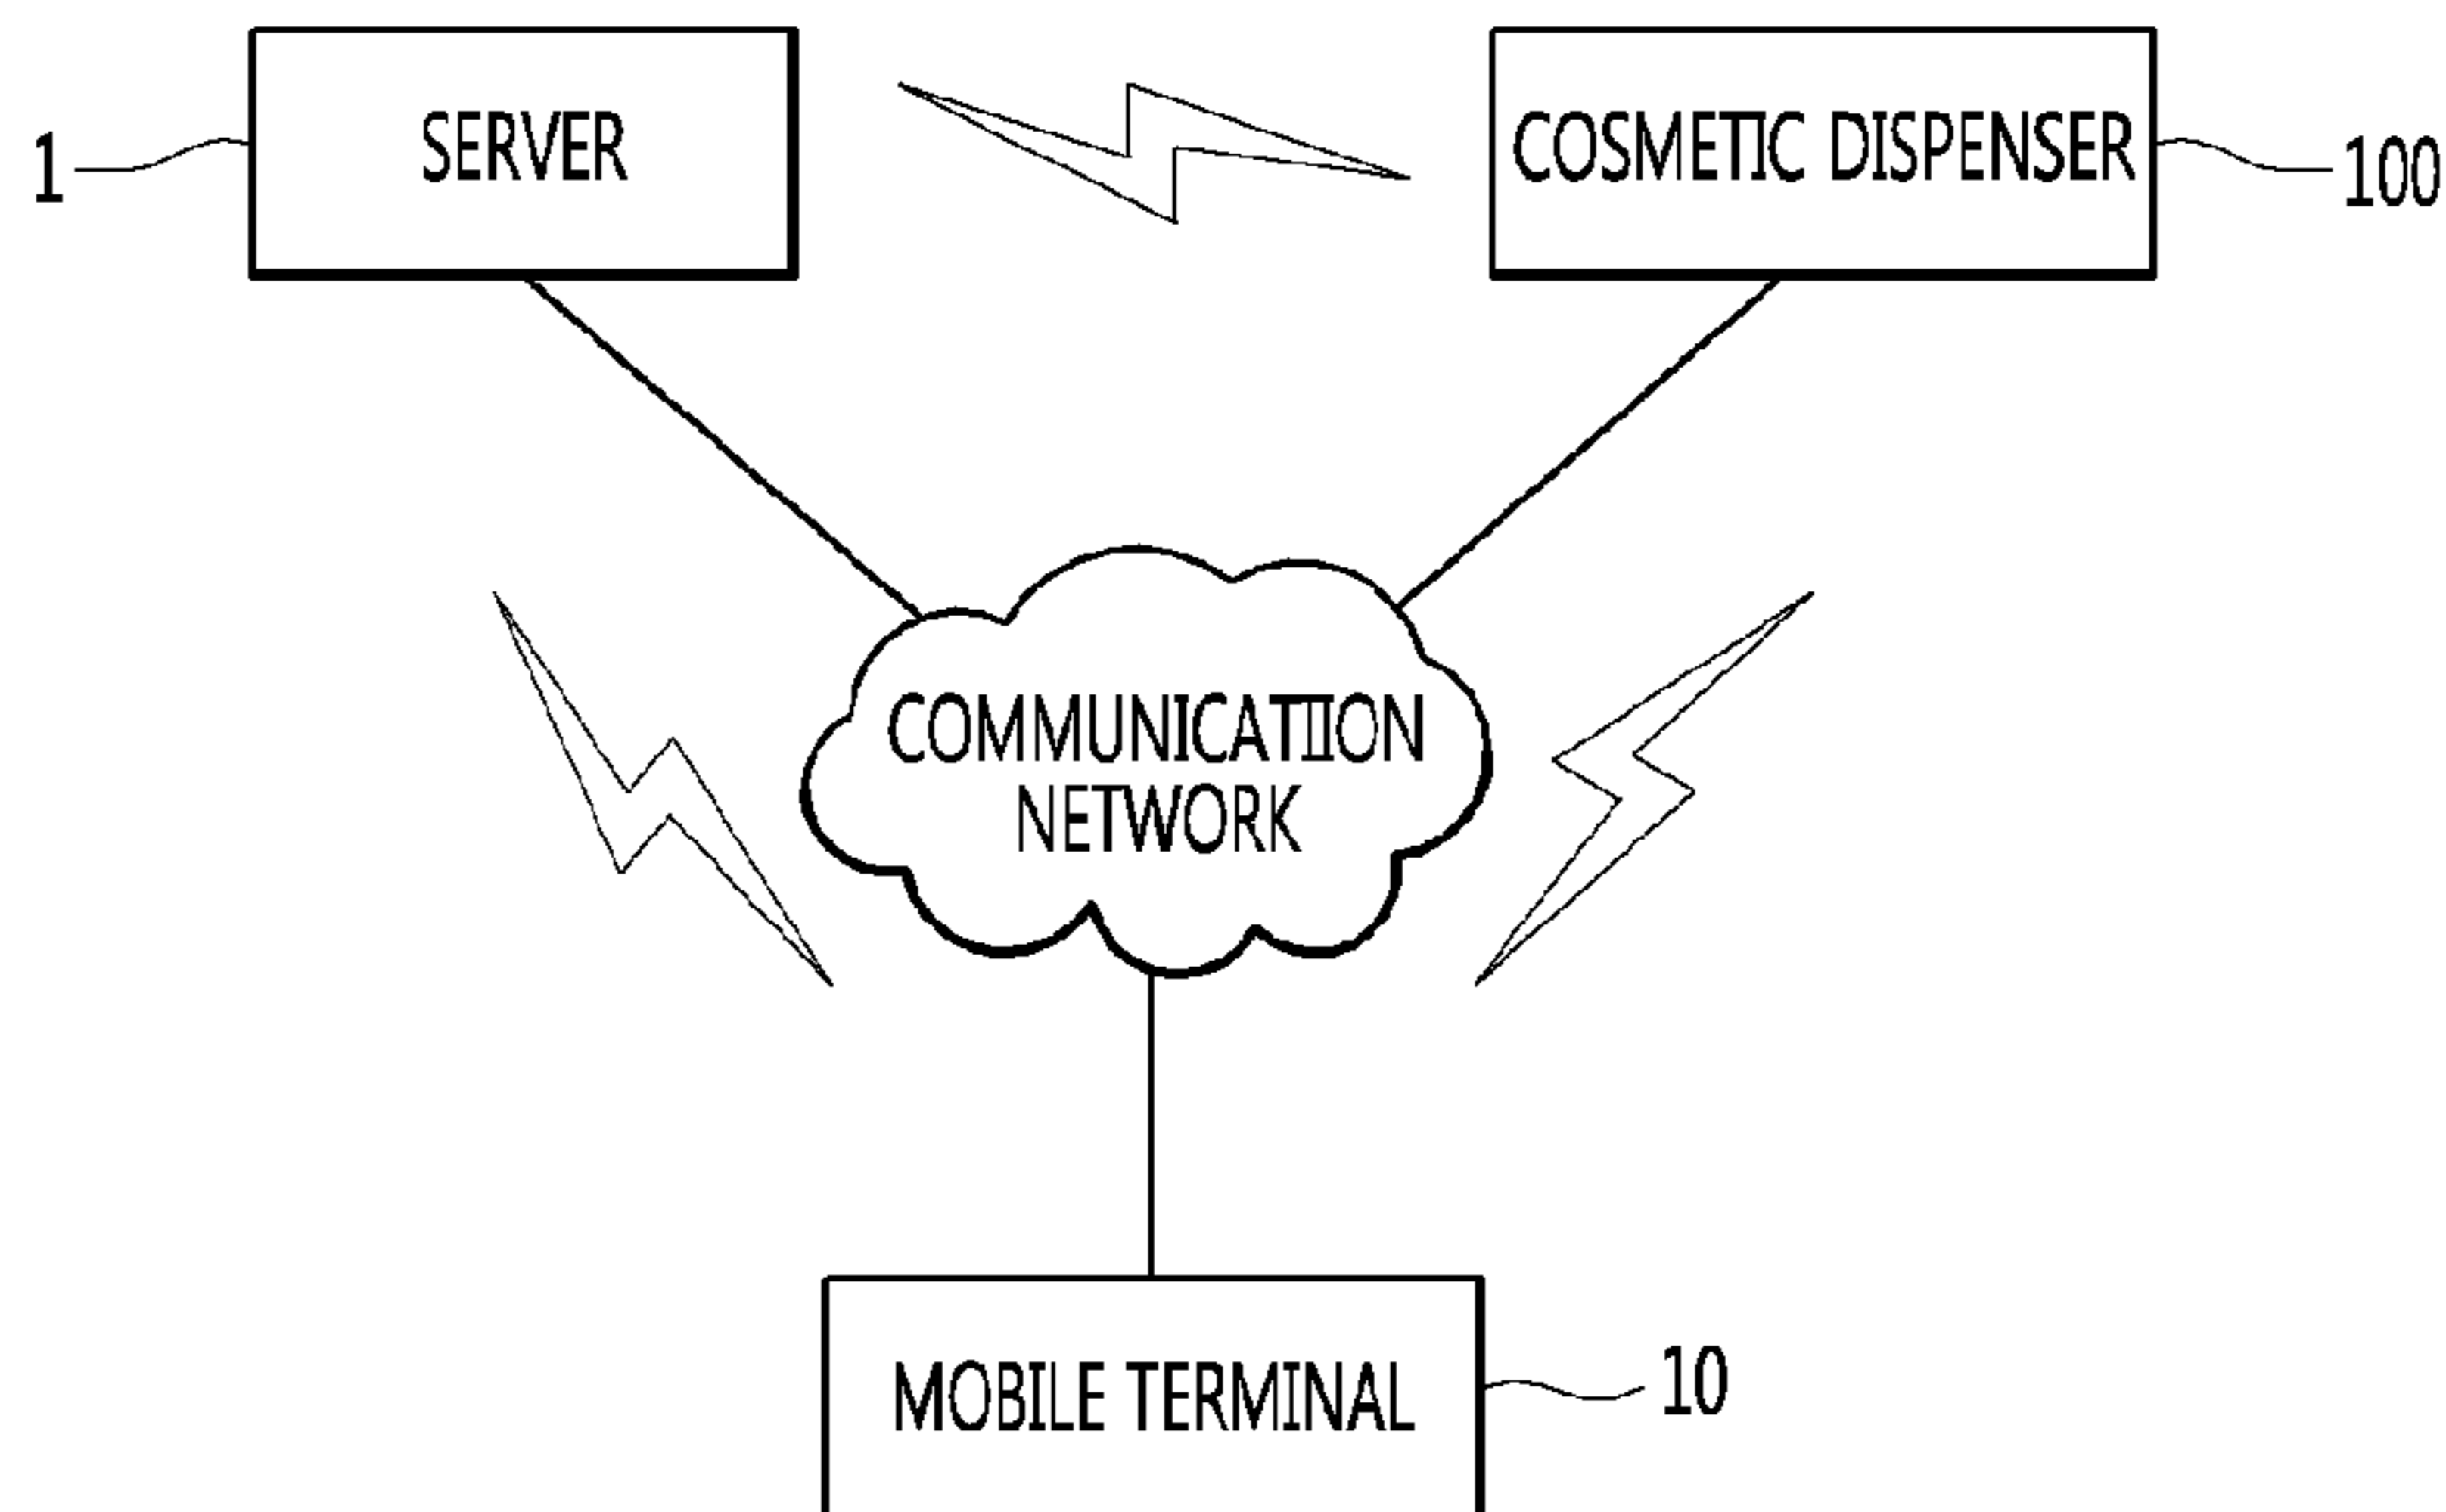 1
SERVER
COSMETIC DISPENSER
100
COMMUNICATIION
NETWORK
MOBILE TERMINAL
10